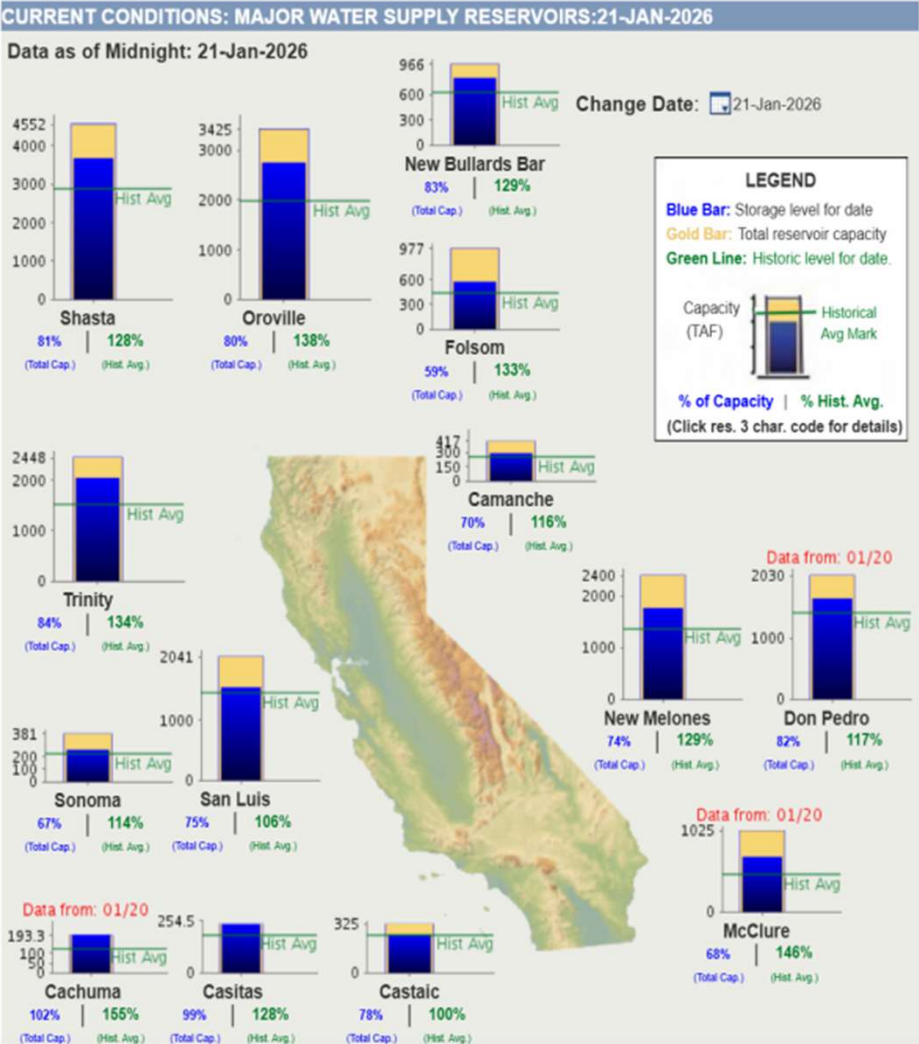 CURRENT CONDITIONS: MAJOR WATER SUPPLY RESERVOIRS:21-JAN-2026
Data as of Midnight: 21-Jan-2026
Change Date: 21-Jan-2026
LEGEND
Blue Bar: Storage level for date
Gold Bar: Total reservoir capacity
Green Line: Historic level for date.
Capacity
(TAF)
Historical
Avg Mark
% of Capacity | % Hist. Avg.
(Click res. 3 char. code for details)
4552
4000
3000
2000
1000
0
Hist Avg
Shasta
81% | 128%
(Total Cap.) (Hist. Avg.)
3425
3000
2000
1000
0
Hist Avg
Oroville
80% | 138%
(Total Cap.) (Hist. Avg.)
966
600
300
0
Hist Avg
New Bullards Bar
83% | 129%
(Total Cap.) (Hist. Avg.)
977
600
300
0
Hist Avg
Folsom
59% | 133%
(Total Cap.) (Hist. Avg.)
417
300
150
0
Hist Avg
Camanche
70% | 116%
(Total Cap.) (Hist. Avg.)
2448
2000
1000
0
Hist Avg
Trinity
84% | 134%
(Total Cap.) (Hist. Avg.)
2400
2000
1000
0
Hist Avg
New Melones
74% | 129%
(Total Cap.) (Hist. Avg.)
Data from: 01/20
2030
1000
0
Hist Avg
Don Pedro
82% | 117%
(Total Cap.) (Hist. Avg.)
381
200
100
0
Hist Avg
Sonoma
67% | 114%
(Total Cap.) (Hist. Avg.)
2041
1000
0
Hist Avg
San Luis
75% | 106%
(Total Cap.) (Hist. Avg.)
Data from: 01/20
1025
0
Hist Avg
McClure
68% | 146%
(Total Cap.) (Hist. Avg.)
Data from: 01/20
193.3
100
50
0
Hist Avg
Cachuma
102% | 155%
(Total Cap.) (Hist. Avg.)
254.5
0
Hist Avg
Casitas
99% | 128%
(Total Cap.) (Hist. Avg.)
325
0
Hist Avg
Castaic
78% | 100%
(Total Cap.) (Hist. Avg.)